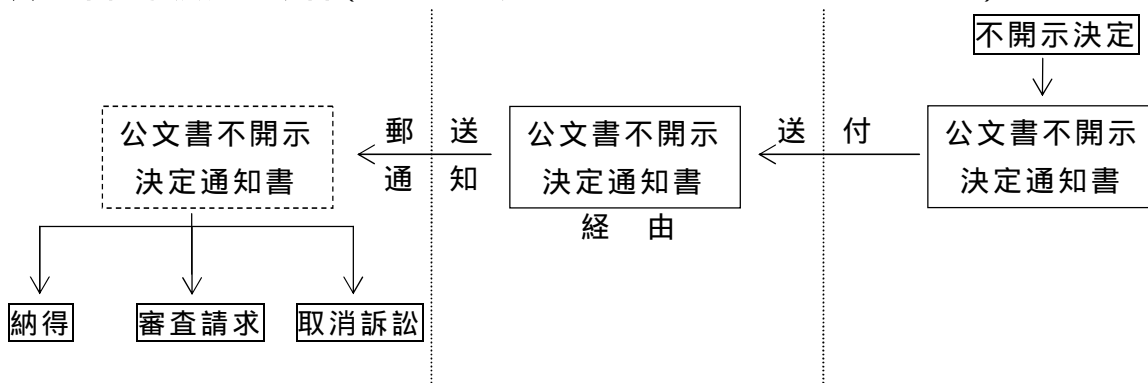 不開示決定
公文書不開示
決定通知書
郵送
通知
公文書不開示
決定通知書
経由
送付
公文書不開示
決定通知書
納得
審査請求
取消訴訟